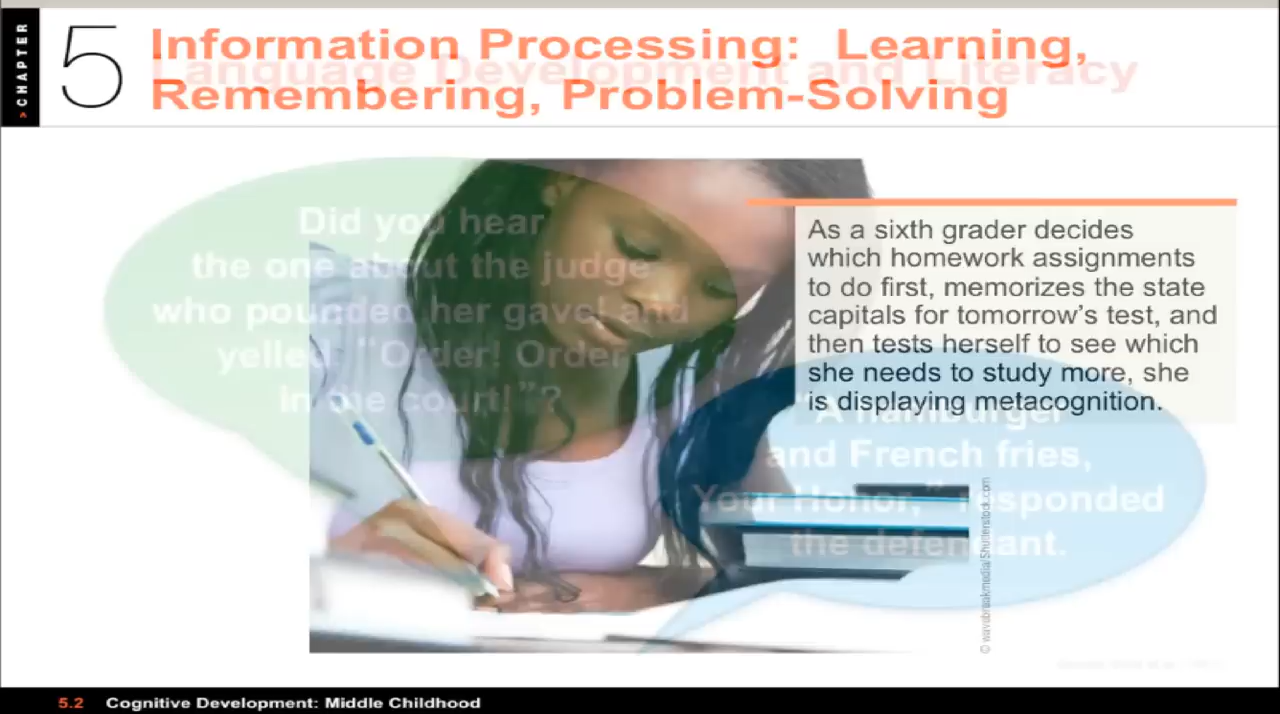 CHAPTER
5
Information Processing: Learning,
Remembering, Problem-Solving
Language Development and Literacy
Did you hear
the one about the judge
who pounded her gavel and
yelled, "Order! Order
in the court!"?
As a sixth grader decides
which homework assignments
to do first, memorizes the state
capitals for tomorrow's test, and
then tests herself to see which
she needs to study more, she
is displaying metacognition.
"A hamburger
and French fries,
Your Honor," responded
the defendant.
© wavebreakmedia/Shutterstock.com
5.2 Cognitive Development: Middle Childhood